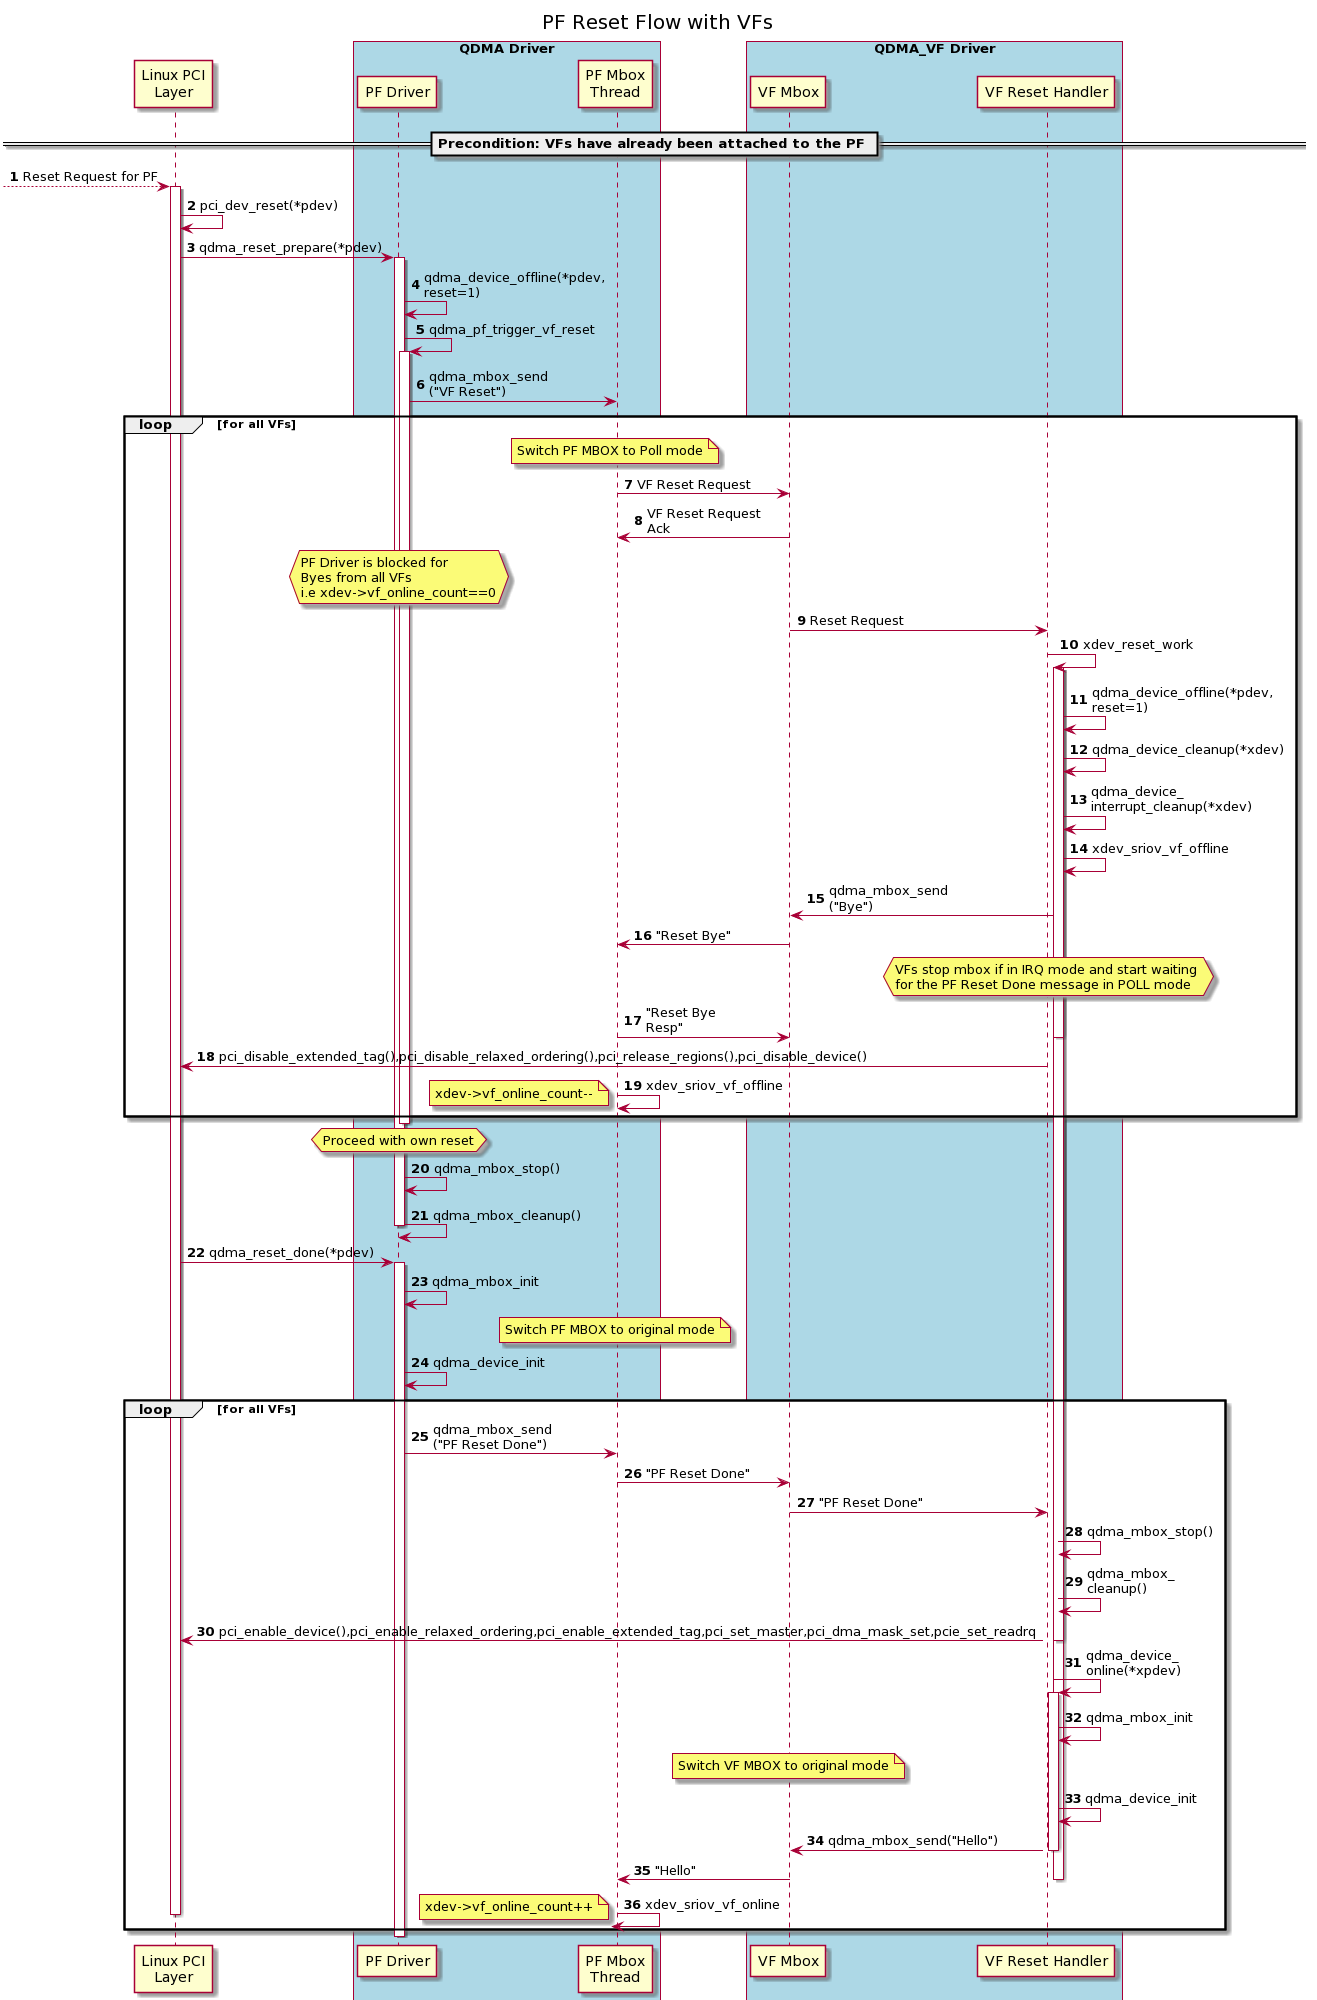 PF Reset Flow with VFs
QDMA Driver
QDMA_VF Driver
Linux PCI
Layer
PF Driver
PF Mbox
Thread
VF Mbox
VF Reset Handler
Precondition: VFs have already been attached to the PF
1 Reset Request for PF
2 pci_dev_reset(*pdev)
3 qdma_reset_prepare(*pdev)
4 qdma_device_offline(*pdev,
reset=1)
5 qdma_pf_trigger_vf_reset
6 qdma_mbox_send
("VF Reset")
loop [for all VFs]
Switch PF MBOX to Poll mode
7 VF Reset Request
8 VF Reset Request
Ack
PF Driver is blocked for
Byes from all VFs
i.e xdev->vf_online_count==0
9 Reset Request
10 xdev_reset_work
11 qdma_device_offline(*pdev,
reset=1)
12 qdma_device_cleanup(*xdev)
13 qdma_device_
interrupt_cleanup(*xdev)
14 xdev_sriov_vf_offline
15 qdma_mbox_send
("Bye")
16 "Reset Bye"
VFs stop mbox if in IRQ mode and start waiting
for the PF Reset Done message in POLL mode
17 "Reset Bye
Resp"
18 pci_disable_extended_tag(),pci_disable_relaxed_ordering(),pci_release_regions(),pci_disable_device()
xdev->vf_online_count--
19 xdev_sriov_vf_offline
Proceed with own reset
20 qdma_mbox_stop()
21 qdma_mbox_cleanup()
22 qdma_reset_done(*pdev)
23 qdma_mbox_init
Switch PF MBOX to original mode
24 qdma_device_init
loop [for all VFs]
25 qdma_mbox_send
("PF Reset Done")
26 "PF Reset Done"
27 "PF Reset Done"
28 qdma_mbox_stop()
29 qdma_mbox_
cleanup()
30 pci_enable_device(),pci_enable_relaxed_ordering,pci_enable_extended_tag,pci_set_master,pci_dma_mask_set,pcie_set_readrq
31 qdma_device_
online(*xpdev)
32 qdma_mbox_init
Switch VF MBOX to original mode
33 qdma_device_init
34 qdma_mbox_send("Hello")
35 "Hello"
xdev->vf_online_count++
36 xdev_sriov_vf_online
Linux PCI
Layer
PF Driver
PF Mbox
Thread
VF Mbox
VF Reset Handler